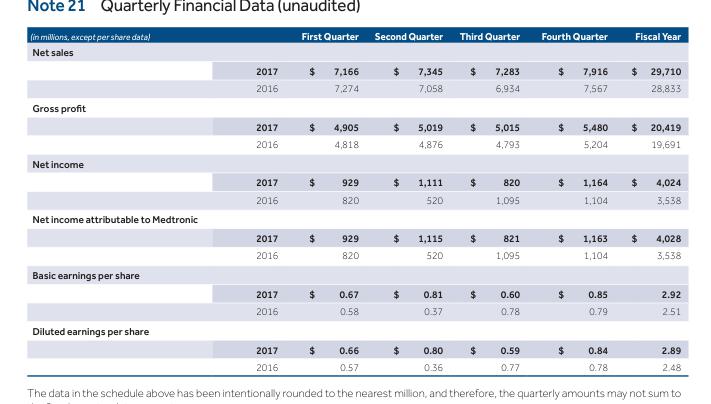 Note 21 Quarterly Financial Data (unaudited)
(in millions, except per share data) First Quarter Second Quarter Third Quarter Fourth Quarter Fiscal Year
Net sales
2017 $ 7,166 $ 7,345 $ 7,283 $ 7,916 $ 29,710
2016 7,274 7,058 6,934 7,567 28,833
Gross profit
2017 $ 4,905 $ 5,019 $ 5,015 $ 5,480 $ 20,419
2016 4,818 4,876 4,793 5,204 19,691
Net income
2017 $ 929 $ 1,111 $ 820 $ 1,164 $ 4,024
2016 820 520 1,095 1,104 3,538
Net income attributable to Medtronic
2017 $ 929 $ 1,115 $ 821 $ 1,163 $ 4,028
2016 820 520 1,095 1,104 3,538
Basic earnings per share
2017 $ 0.67 $ 0.81 $ 0.60 $ 0.85 2.92
2016 0.58 0.37 0.78 0.79 2.51
Diluted earnings per share
2017 $ 0.66 $ 0.80 $ 0.59 $ 0.84 2.89
2016 0.57 0.36 0.77 0.78 2.48
The data in the schedule above has been intentionally rounded to the nearest million, and therefore, the quarterly amounts may not sum to